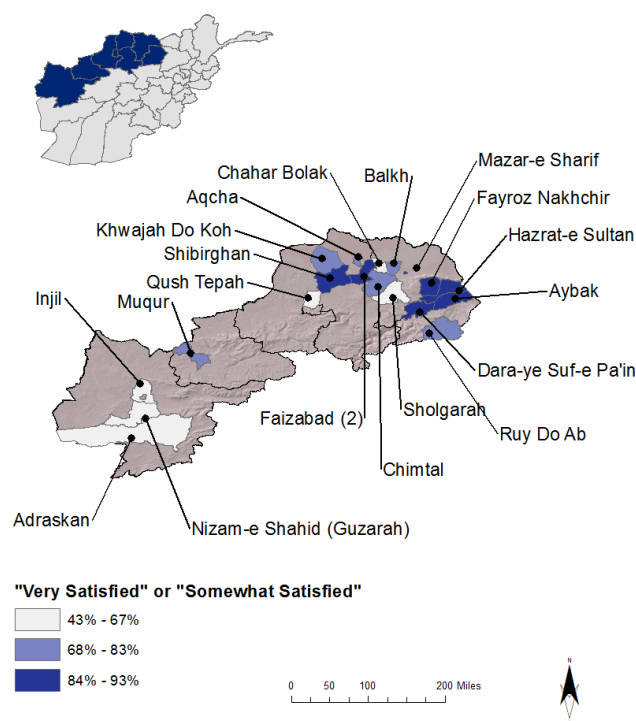 Mazar-e Sharif
Chahar Bolak
Balkh
Aqcha
Fayroz Nakhchir
Khwajah Do Koh
Hazrat-e Sultan
Shibirghan
Qush Tepah
Injil
Muqur
Aybak
Dara-ye Suf-e Pa'in
Faizabad (2)
Sholgarah
Ruy Do Ab
Chimtal
Adraskan
Nizam-e Shahid (Guzarah)
"Very Satisfied" or "Somewhat Satisfied"
43% - 67%
68% - 83%
84% - 93%
N
0 50 100 200 Miles